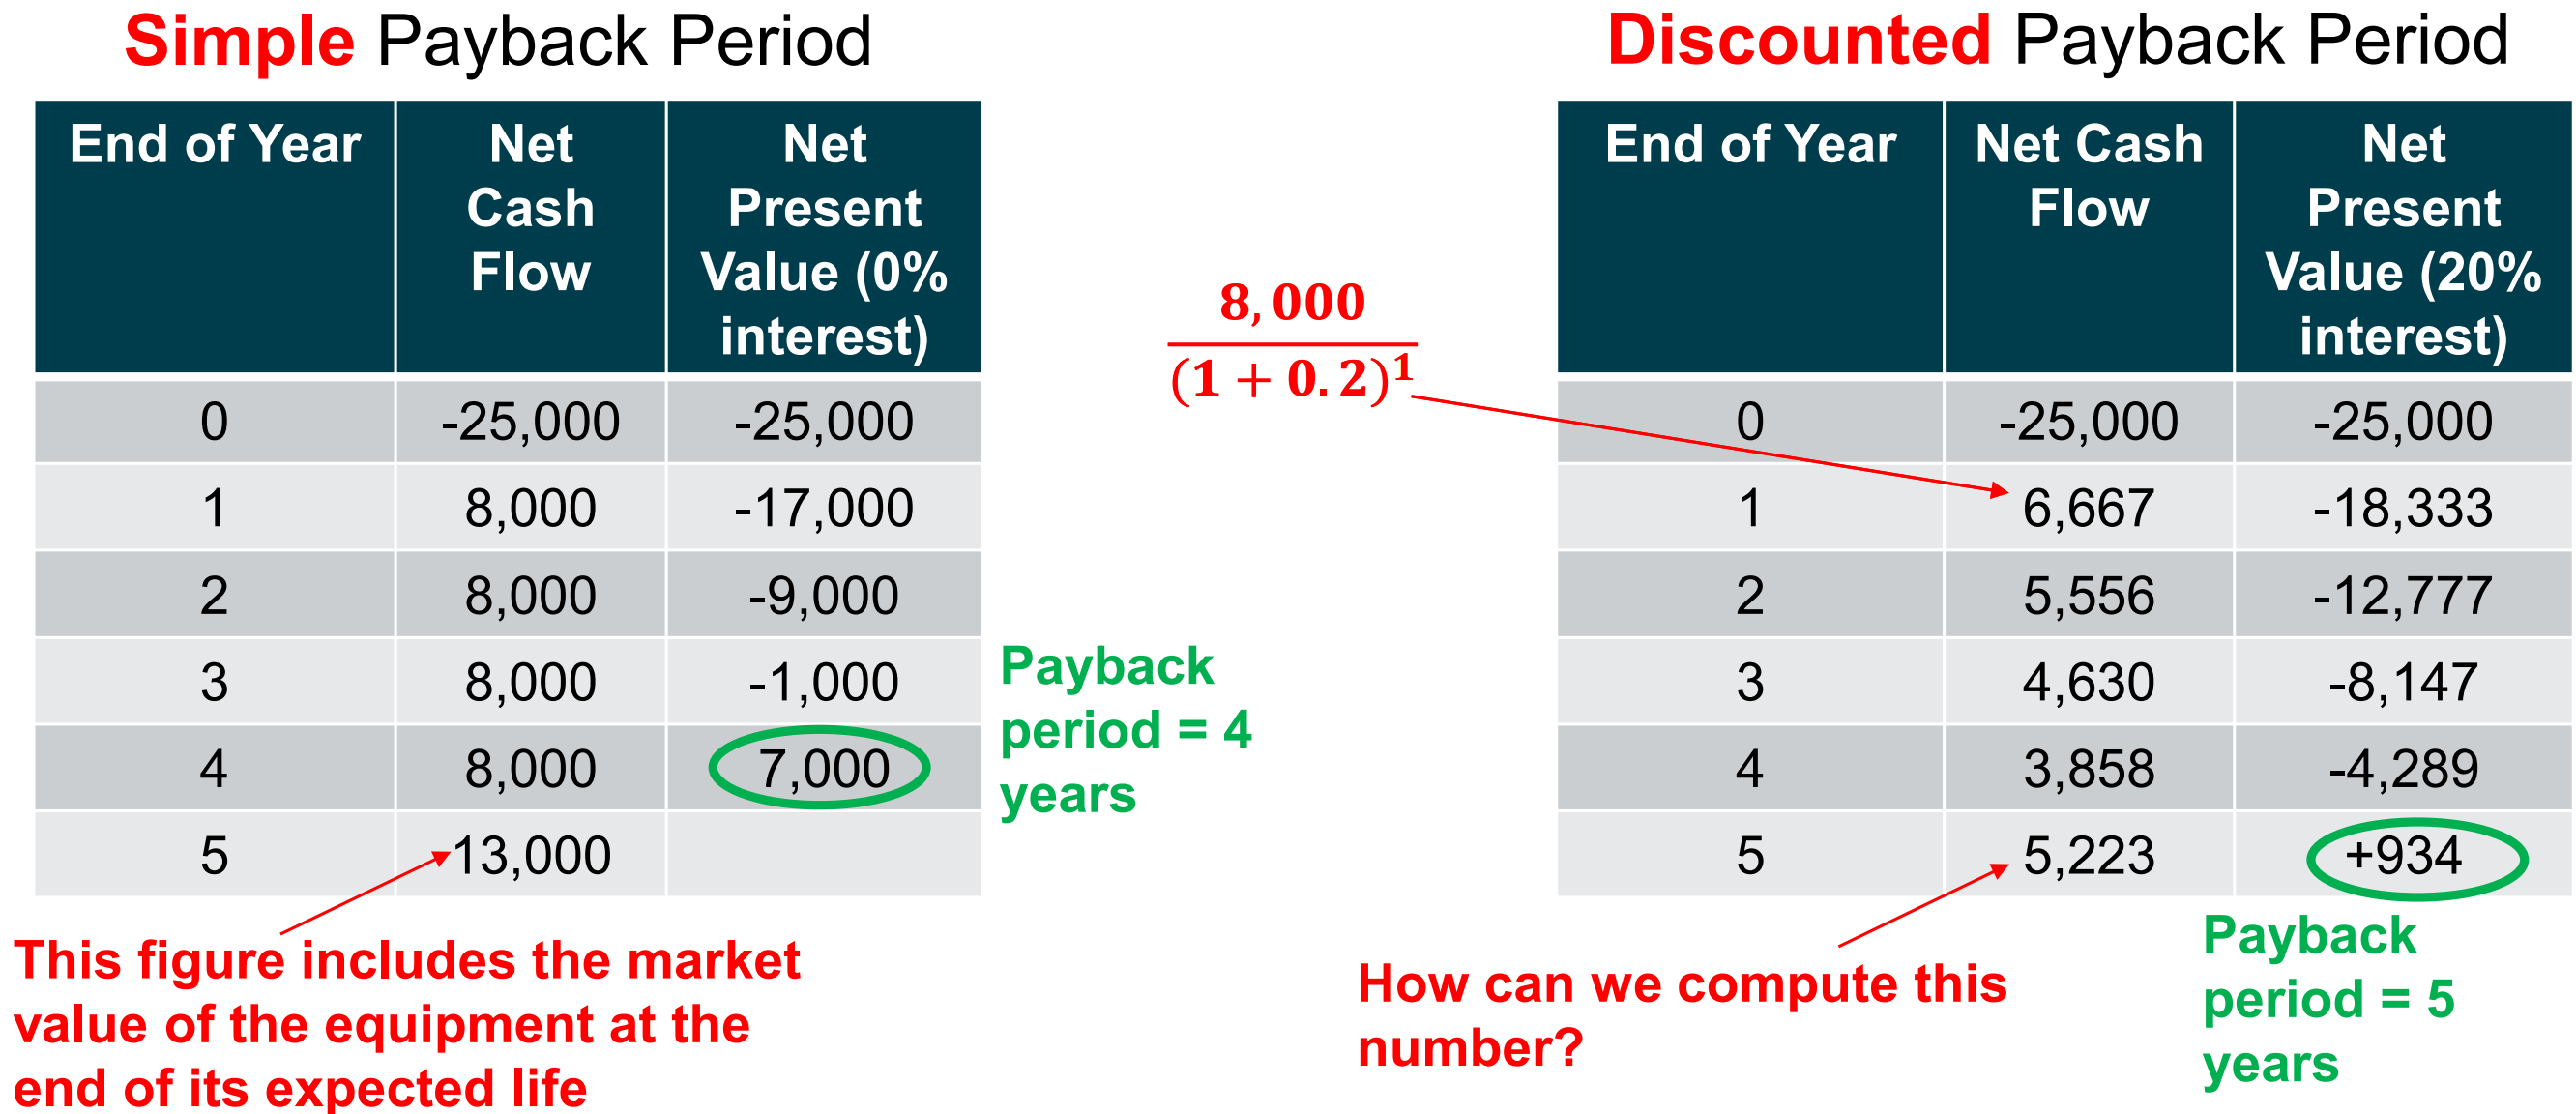 Simple Payback Period
End of Year
Net
Cash
Flow
Net
Present
Value (0%
interest)
0 -25,000 -25,000
1 8,000 -17,000
2 8,000 -9,000
3 8,000 -1,000
4 8,000 7,000
5 13,000
Payback
period = 4
years
This figure includes the market
value of the equipment at the
end of its expected life
8,000
(1 + 0.2)¹
Discounted Payback Period
End of Year
Net Cash
Flow
Net
Present
Value (20%
interest)
0 -25,000 -25,000
1 6,667 -18,333
2 5,556 -12,777
3 4,630 -8,147
4 3,858 -4,289
5 5,223 +934
How can we compute this
number?
Payback
period = 5
years